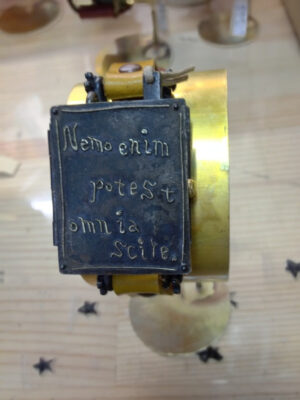 Nemo enim
potest
omnia
scire.